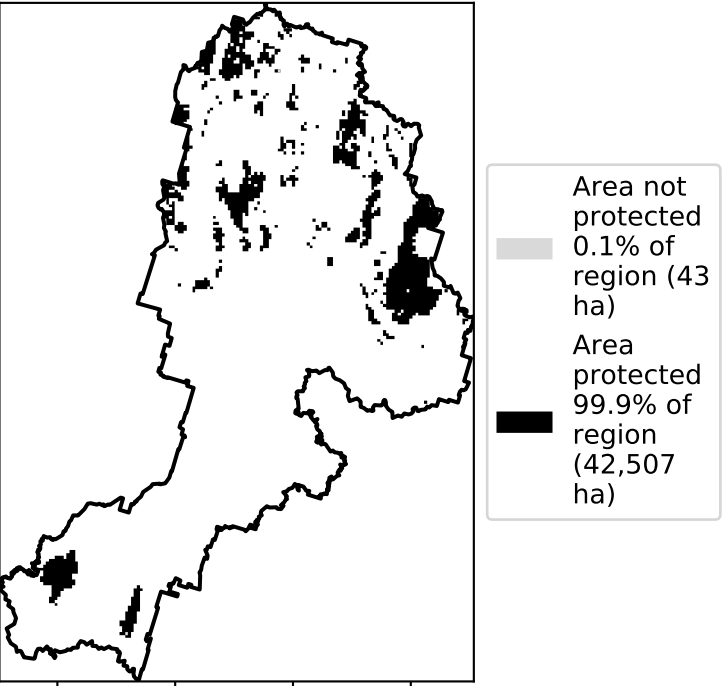 Area not
protected
0.1% of
region (43
ha)
Area
protected
99.9% of
region
(42,507
ha)